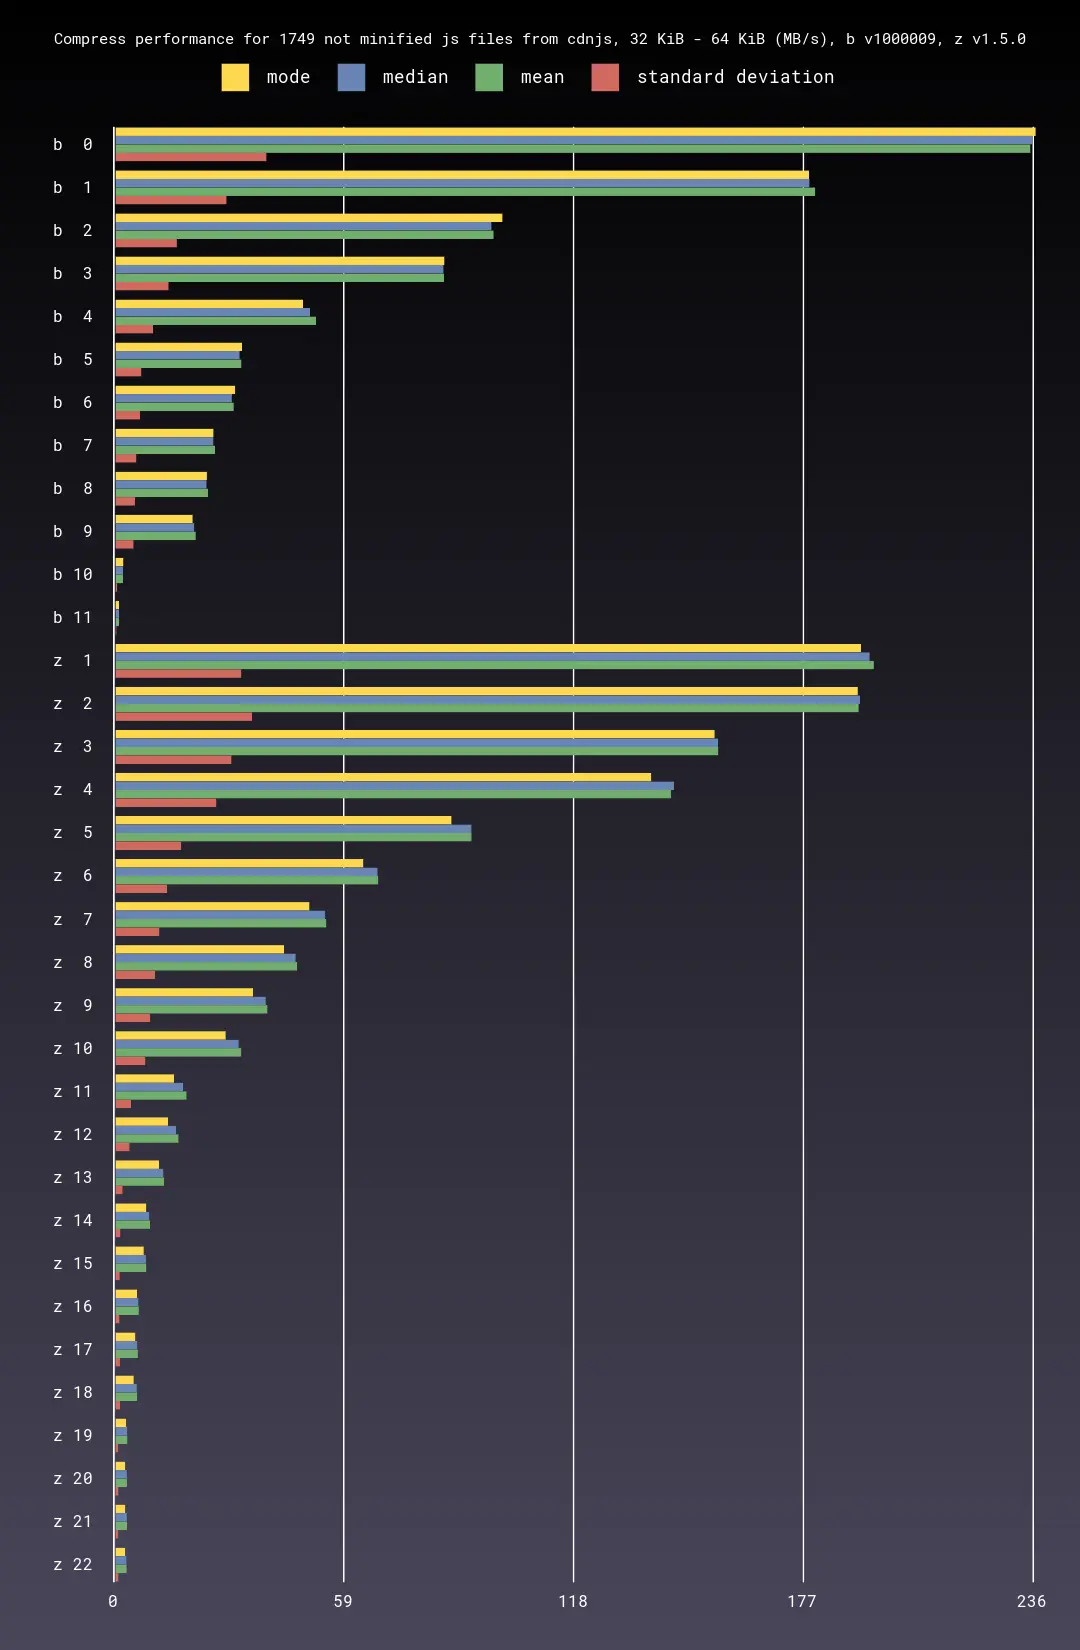 Compress performance for 1749 not minified js files from cdnjs, 32 KiB - 64 KiB (MB/s), b v1000009, z v1.5.0
mode median mean standard deviation
b 0
b 1
b 2
b 3
b 4
b 5
b 6
b 7
b 8
b 9
b 10
b 11
z 1
z 2
z 3
z 4
z 5
z 6
z 7
z 8
z 9
z 10
z 11
z 12
z 13
z 14
z 15
z 16
z 17
z 18
z 19
z 20
z 21
z 22
0 59 118 177 236